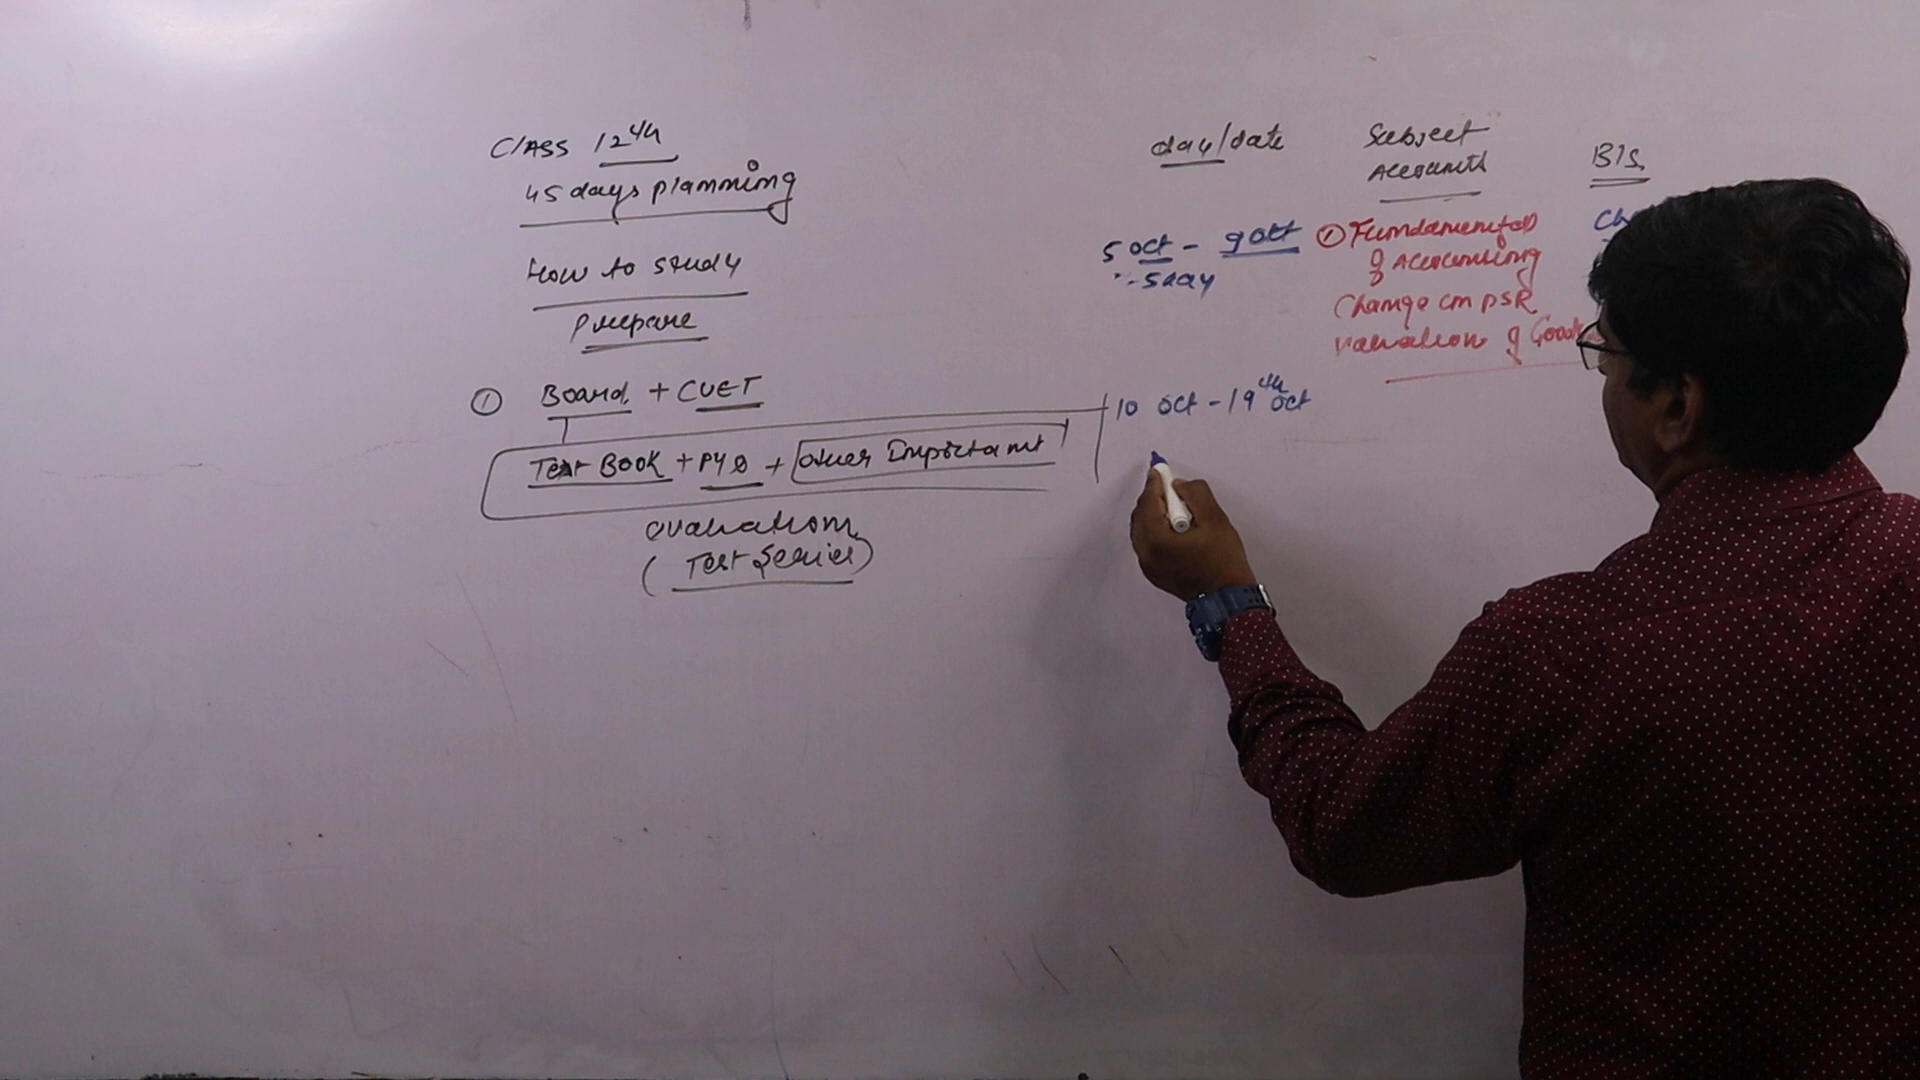 Class 12th
45 days planning
How to study
Prepare
① Board + CUET
Text Book + PYQ + Other Important
evaluation
(Test Series)
day/date
Subject
Accounts
B/S
5 Oct - 9 Oct
∵ 5 day
① Fundamentals
of Accounting
Change in PSR
Valuation of Good
Ch
10 Oct - 19th Oct